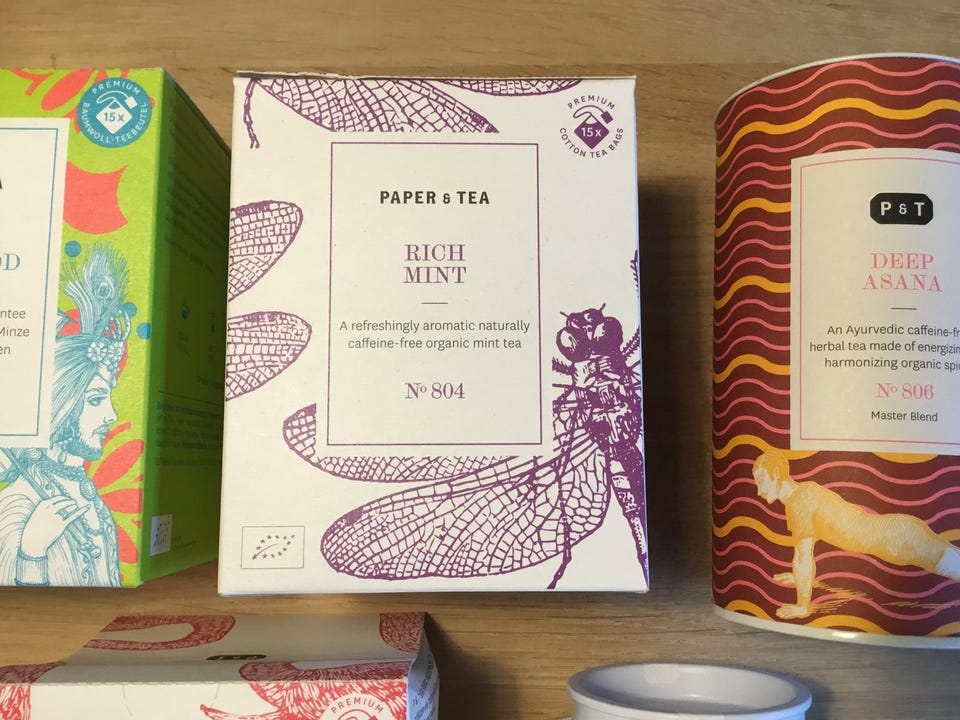 PREMIUM
15x
BAUMWOLL-TEEBEUTEL
OD
ntee
Minze
en
PREMIUM
15x
COTTON TEA BAGS
PAPER & TEA
RICH
MINT
A refreshingly aromatic naturally
caffeine-free organic mint tea
Nº 804
P & T
DEEP
ASANA
An Ayurvedic caffeine-fr
herbal tea made of energizin
harmonizing organic spi
Nº 806
Master Blend
P & T
PREMIUM